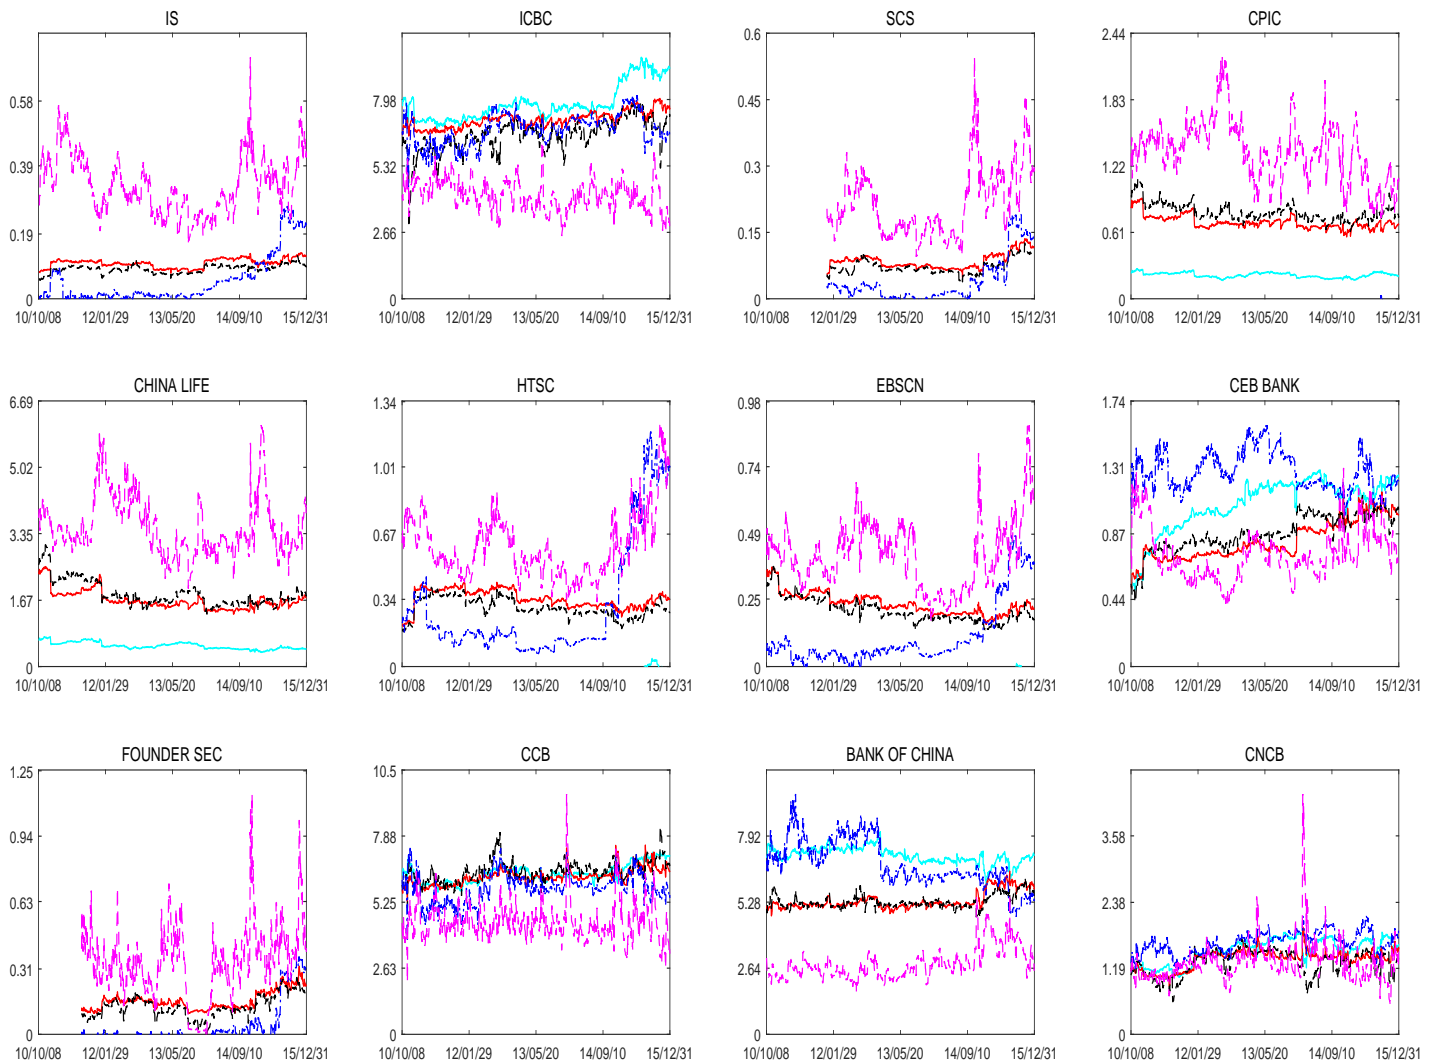 IS ICBC SCS CPIC
0.58 7.98 0.6 2.44
0.39 5.32 0.45 1.83
0.19 2.66 0.3 1.22
0 0 0.15 0.61
0 0
10/10/08 12/01/29 13/05/20 14/09/10 15/12/31 10/10/08 12/01/29 13/05/20 14/09/10 15/12/31 10/10/08 12/01/29 13/05/20 14/09/10 15/12/31 10/10/08 12/01/29 13/05/20 14/09/10 15/12/31
CHINA LIFE HTSC EBSCN CEB BANK
6.69 1.34 0.98 1.74
5.02 1.01 0.74 1.31
3.35 0.67 0.49 0.87
1.67 0.34 0.25 0.44
0 0 0 0
10/10/08 12/01/29 13/05/20 14/09/10 15/12/31 10/10/08 12/01/29 13/05/20 14/09/10 15/12/31 10/10/08 12/01/29 13/05/20 14/09/10 15/12/31 10/10/08 12/01/29 13/05/20 14/09/10 15/12/31
FOUNDER SEC CCB BANK OF CHINA CNCB
1.25 10.5 7.92 3.58
0.94 7.88 5.28 2.38
0.63 5.25 2.64 1.19
0.31 2.63 0 0
0 0
10/10/08 12/01/29 13/05/20 14/09/10 15/12/31 10/10/08 12/01/29 13/05/20 14/09/10 15/12/31 10/10/08 12/01/29 13/05/20 14/09/10 15/12/31 10/10/08 12/01/29 13/05/20 14/09/10 15/12/31